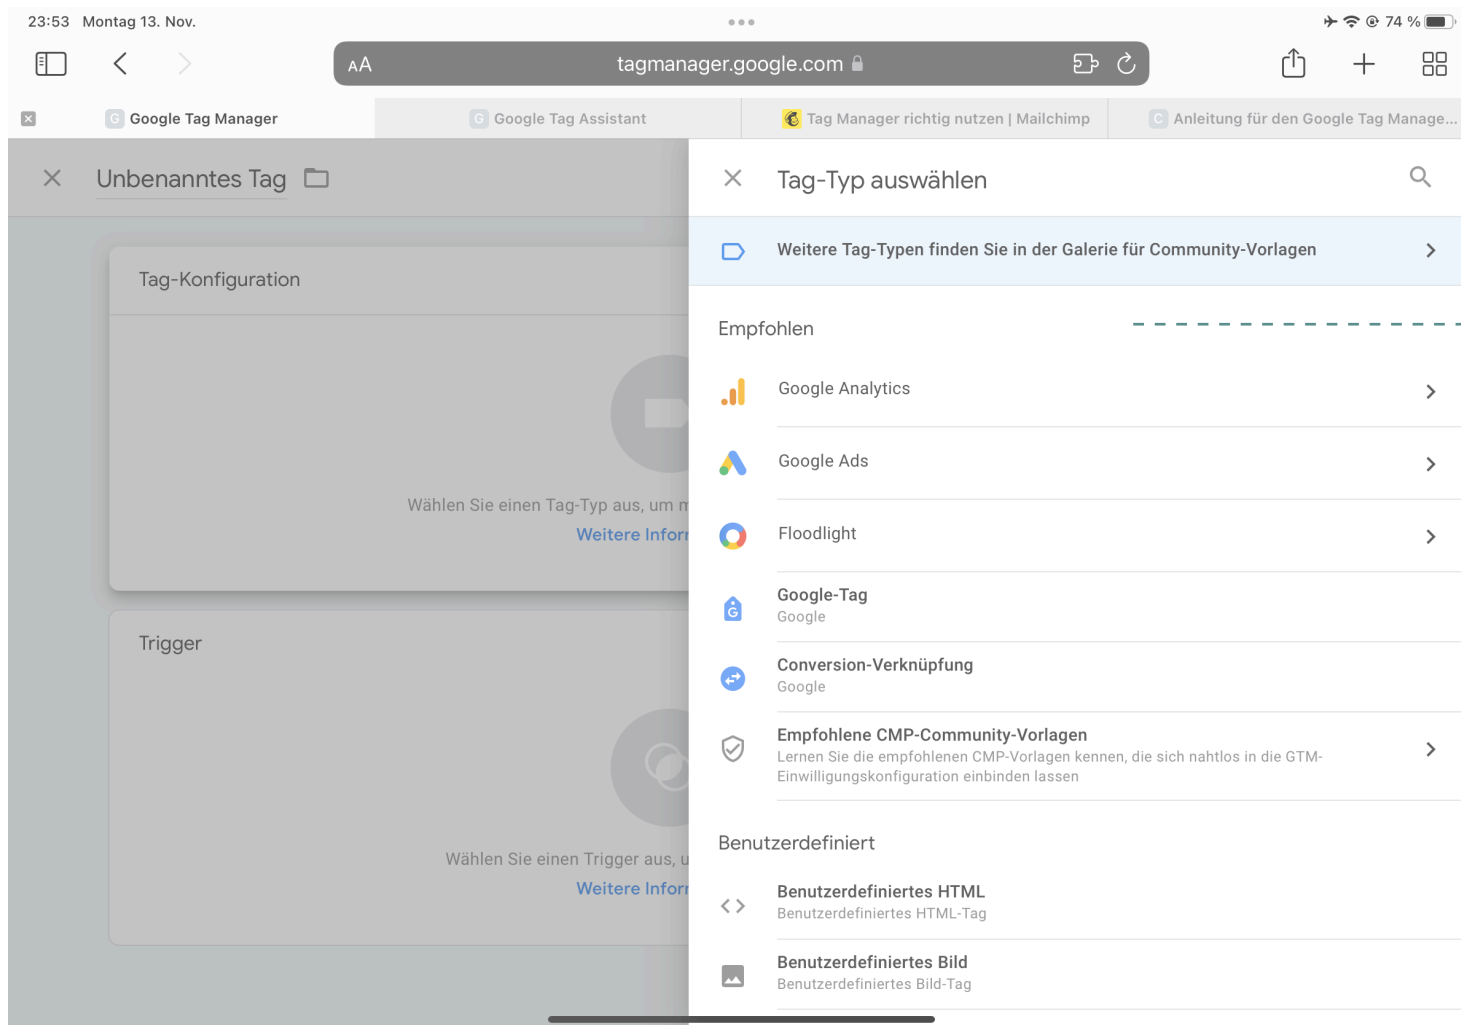 23:53 Montag 13. Nov.
74 %
AA
tagmanager.google.com
Google Tag Manager
Google Tag Assistant
Tag Manager richtig nutzen | Mailchimp
Anleitung für den Google Tag Manage...
Unbenanntes Tag
Tag-Konfiguration
Wählen Sie einen Tag-Typ aus, um
Weitere
Trigger
Wählen Sie einen Trigger aus,
Weitere
Tag-Typ auswählen
Weitere Tag-Typen finden Sie in der Galerie für Community-Vorlagen
Empfohlen
Google Analytics
Google Ads
Floodlight
Google-Tag
Google
Conversion-Verknüpfung
Google
Empfohlene CMP-Community-Vorlagen
Lernen Sie die empfohlenen CMP-Vorlagen kennen, die sich nahtlos in die GTM-
Einwilligungskonfiguration einbinden lassen
Benutzerdefiniert
Benutzerdefiniertes HTML
Benutzerdefiniertes HTML-Tag
Benutzerdefiniertes Bild
Benutzerdefiniertes Bild-Tag